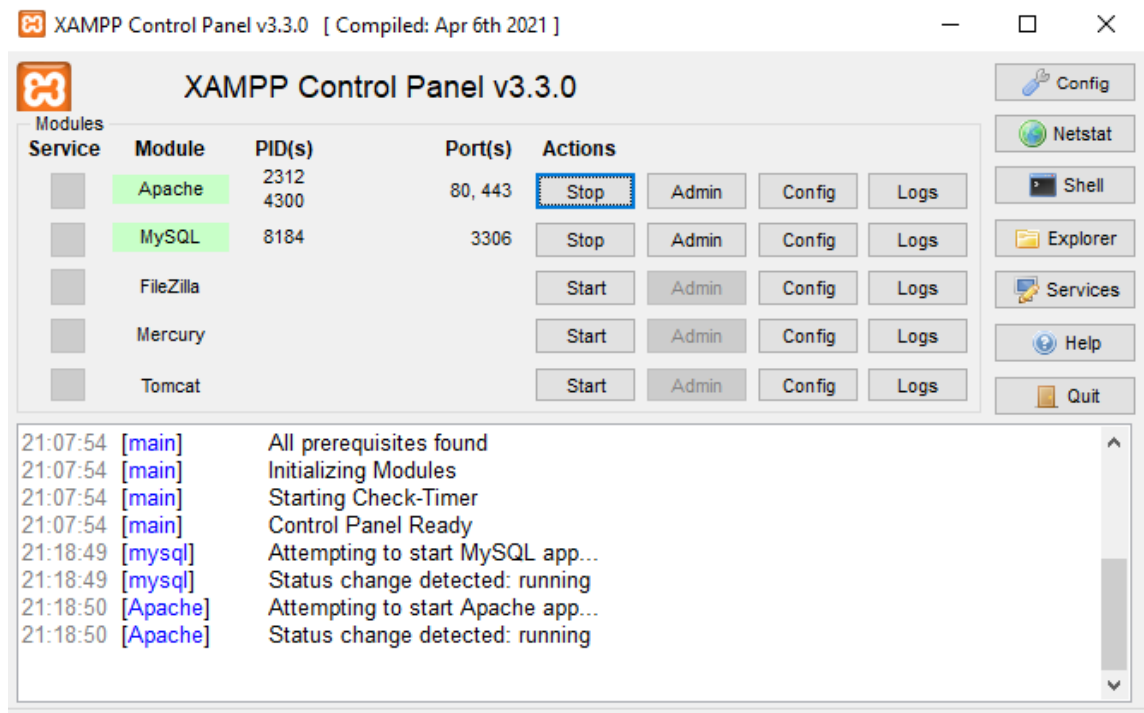 XAMPP Control Panel v3.3.0 [ Compiled: Apr 6th 2021 ]
XAMPP Control Panel v3.3.0
Config
Modules
Netstat
Service Module PID(s) Port(s) Actions
Apache 2312 4300 80, 443 Stop Admin Config Logs
Shell
MySQL 8184 3306 Stop Admin Config Logs
Explorer
FileZilla Start Admin Config Logs
Services
Mercury Start Admin Config Logs
Help
Tomcat Start Admin Config Logs
Quit
21:07:54 [main] All prerequisites found
21:07:54 [main] Initializing Modules
21:07:54 [main] Starting Check-Timer
21:07:54 [main] Control Panel Ready
21:18:49 [mysql] Attempting to start MySQL app...
21:18:49 [mysql] Status change detected: running
21:18:50 [Apache] Attempting to start Apache app...
21:18:50 [Apache] Status change detected: running